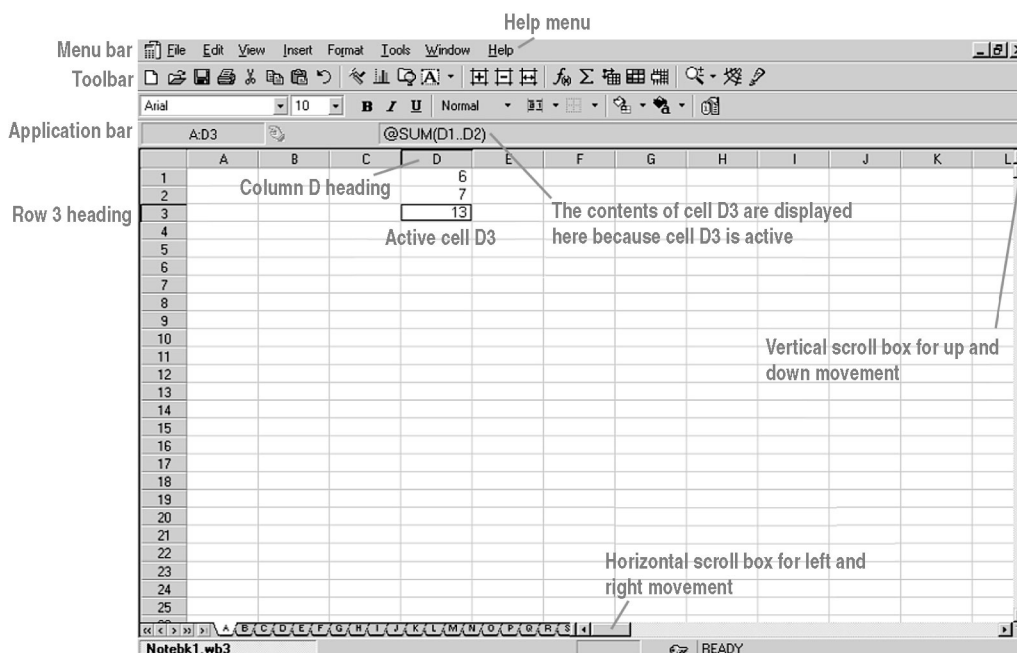 Help menu
Menu bar
File Edit View Insert Format Tools Window Help
Toolbar
Arial 10 B I U Normal
Application bar
A:D3 @SUM(D1..D2)
A B C D E F G H I J K L
1 6
Column D heading
2 7
Row 3 heading
3 13
The contents of cell D3 are displayed
here because cell D3 is active
Active cell D3
4
5
6
7
8
9
10
Vertical scroll box for up and
down movement
11
12
13
14
15
16
17
18
19
20
21
22
Horizontal scroll box for left and
right movement
23
24
25
A B C D E F G H I J K L M N O P Q R S
Notebk1.wb3 READY